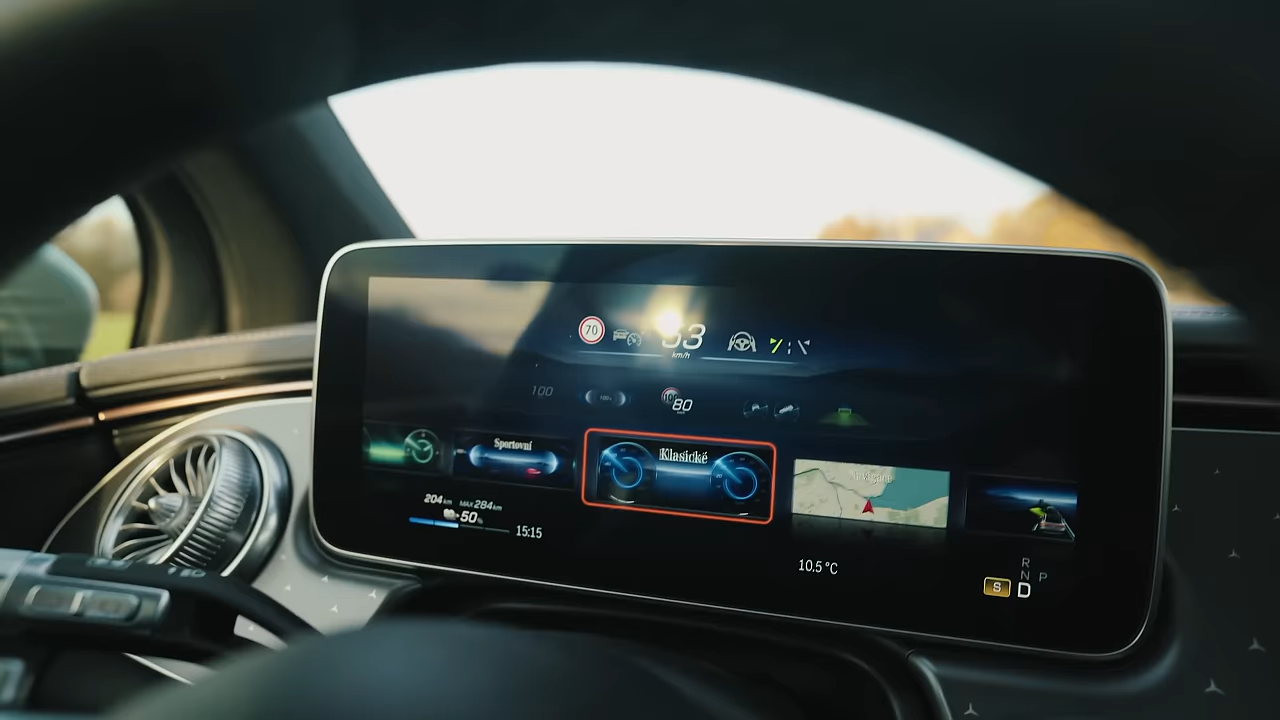 70
km/h
100
80
Sportovní
Klasické
204 km MAX 284 km
50 %
15:15
10.5 °C
R
N P
S D